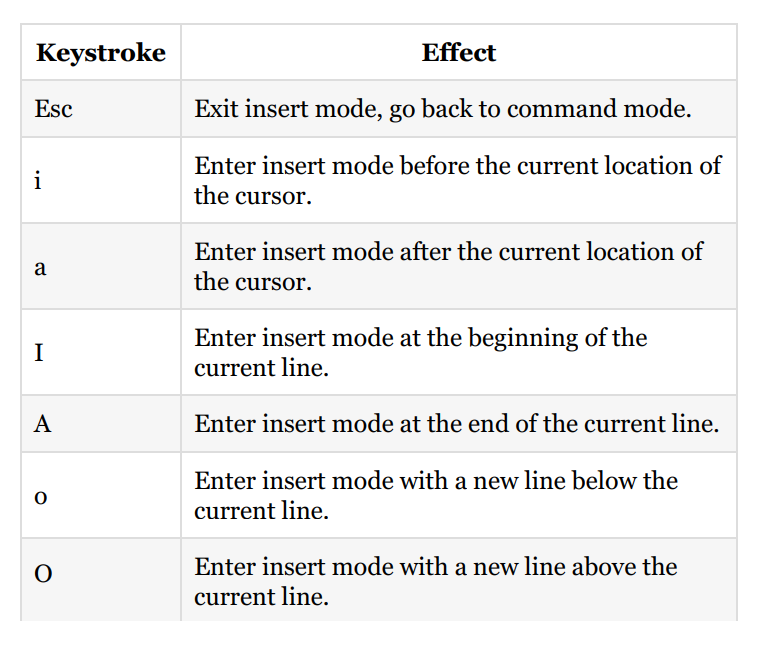 Keystroke Effect
Esc Exit insert mode, go back to command mode.
i Enter insert mode before the current location of
the cursor.
a Enter insert mode after the current location of
the cursor.
I Enter insert mode at the beginning of the
current line.
A Enter insert mode at the end of the current line.
o Enter insert mode with a new line below the
current line.
O Enter insert mode with a new line above the
current line.